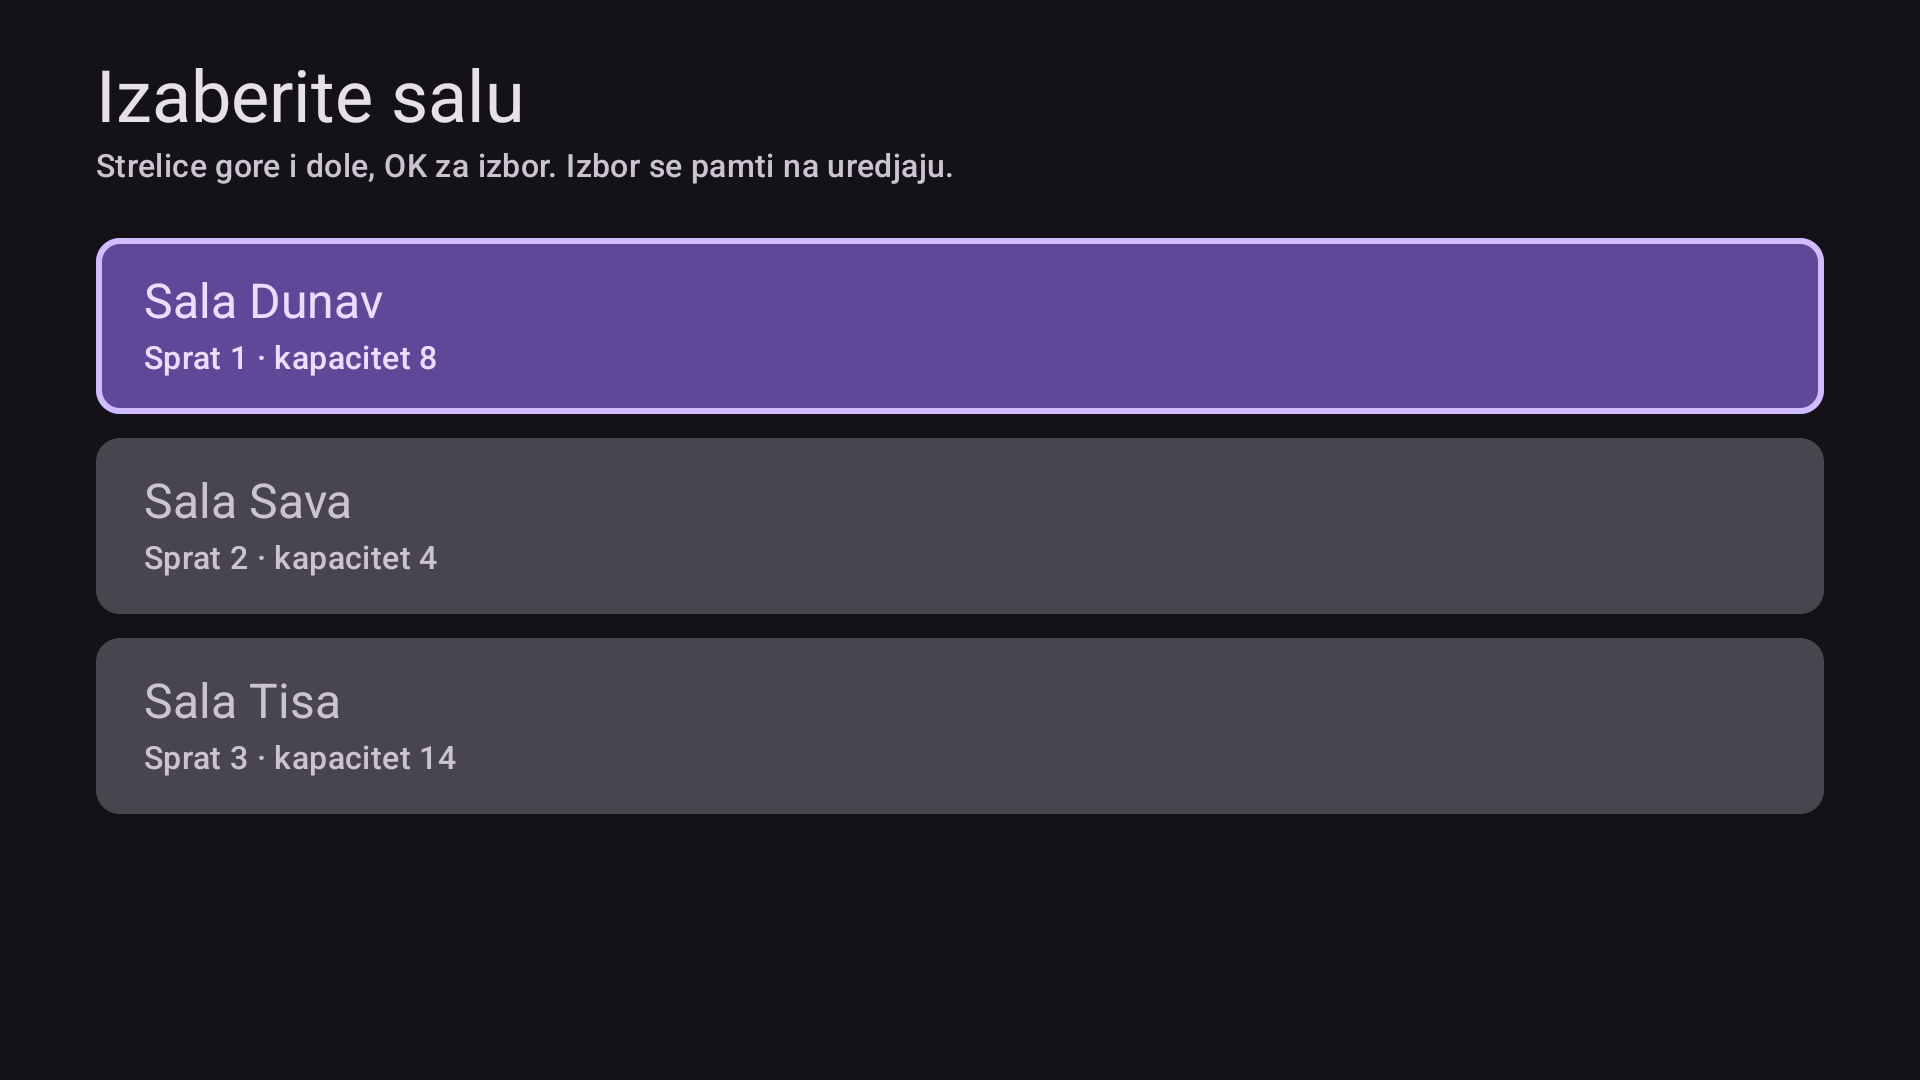 Izaberite salu
Strelice gore i dole, OK za izbor. Izbor se pamti na uredjaju.
Sala Dunav
Sprat 1 · kapacitet 8
Sala Sava
Sprat 2 · kapacitet 4
Sala Tisa
Sprat 3 · kapacitet 14